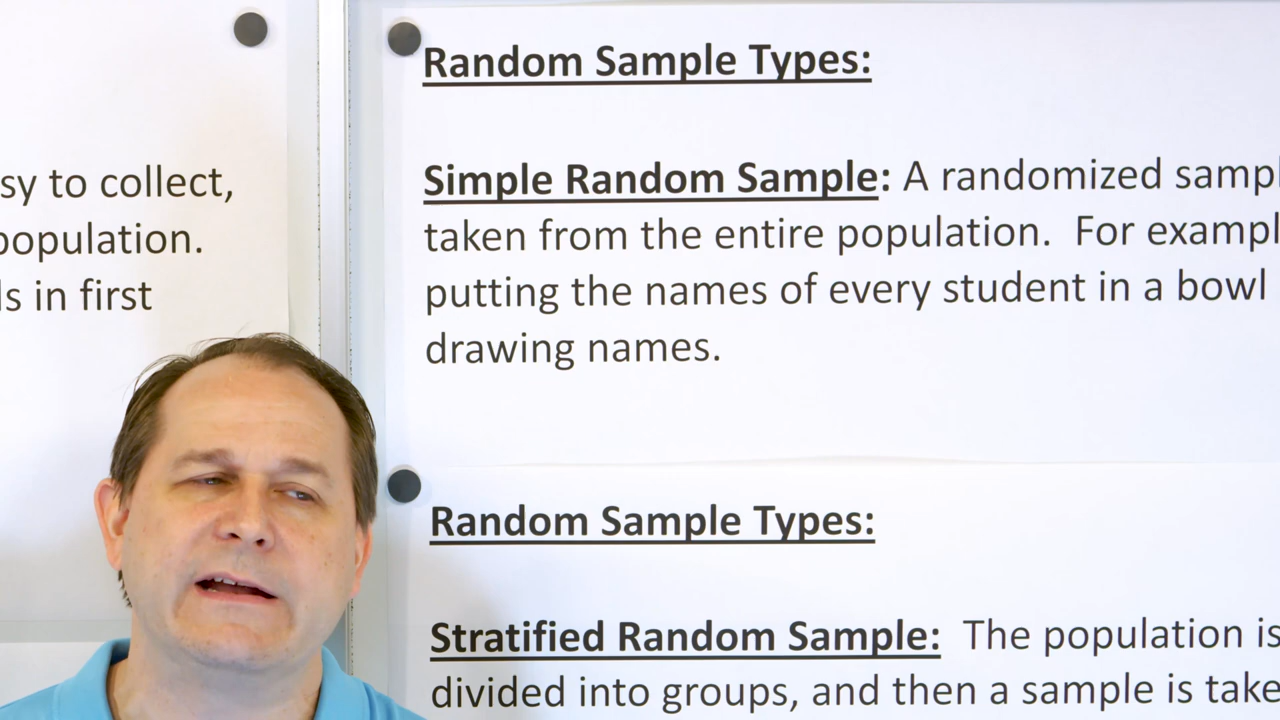 sy to collect,
population.
ls in first
Random Sample Types:
Simple Random Sample: A randomized sampl
taken from the entire population. For exampl
putting the names of every student in a bowl
drawing names.
Random Sample Types:
Stratified Random Sample: The population is
divided into groups, and then a sample is take